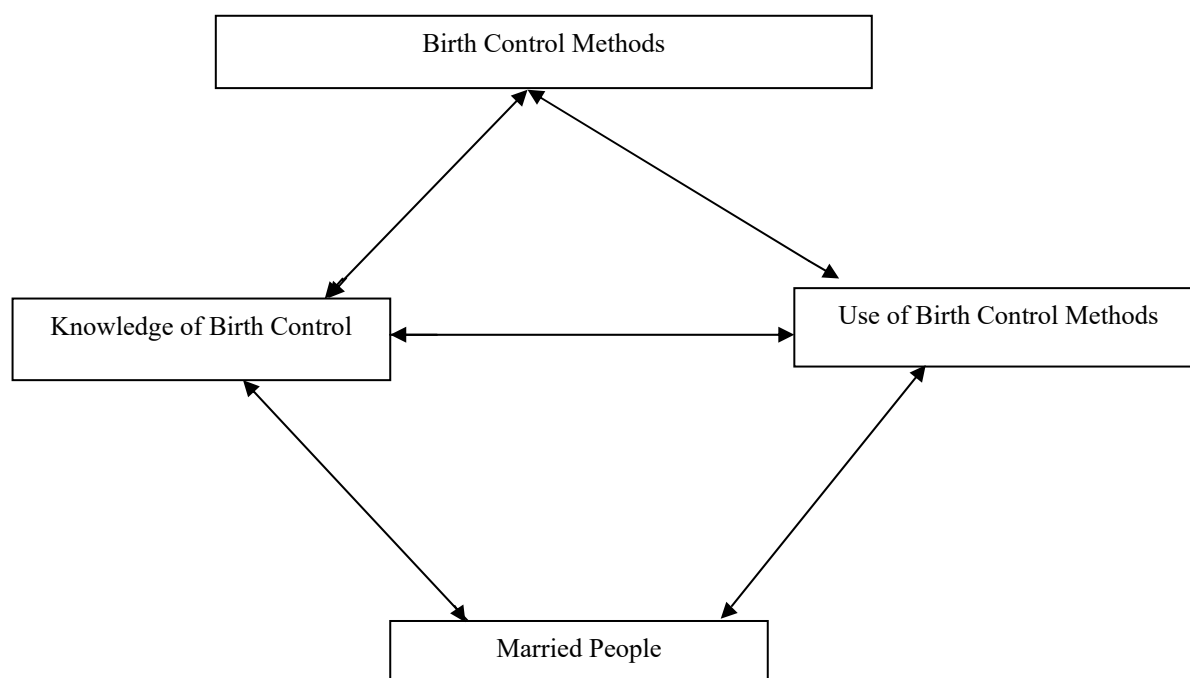 Birth Control Methods
Knowledge of Birth Control
Use of Birth Control Methods
Married People